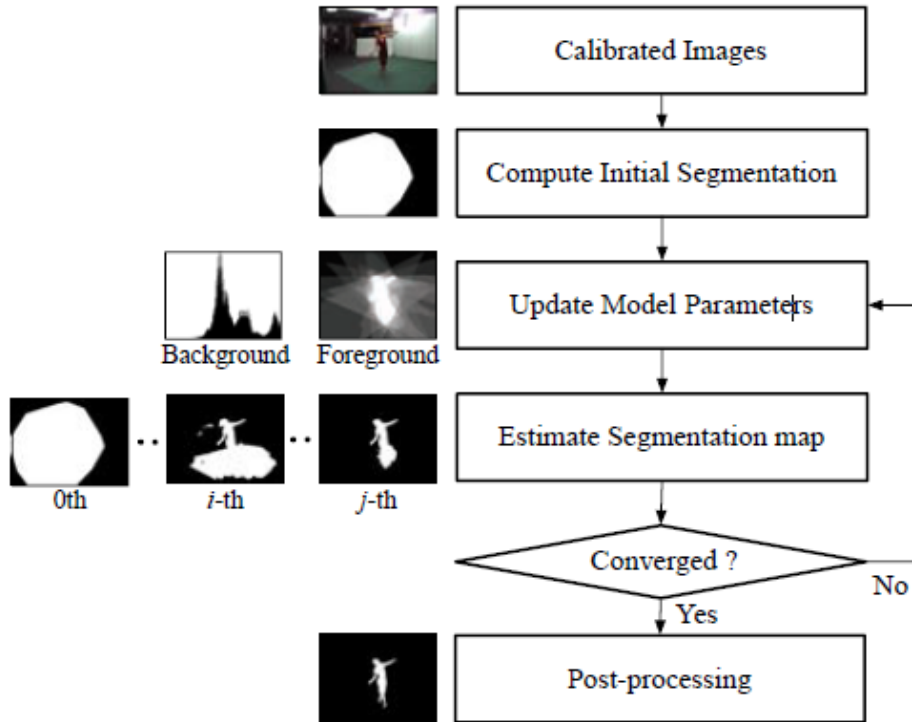 Calibrated Images
Compute Initial Segmentation
Update Model Parameters
Background
Foreground
Estimate Segmentation map
0th
i-th
j-th
Converged ?
No
Yes
Post-processing